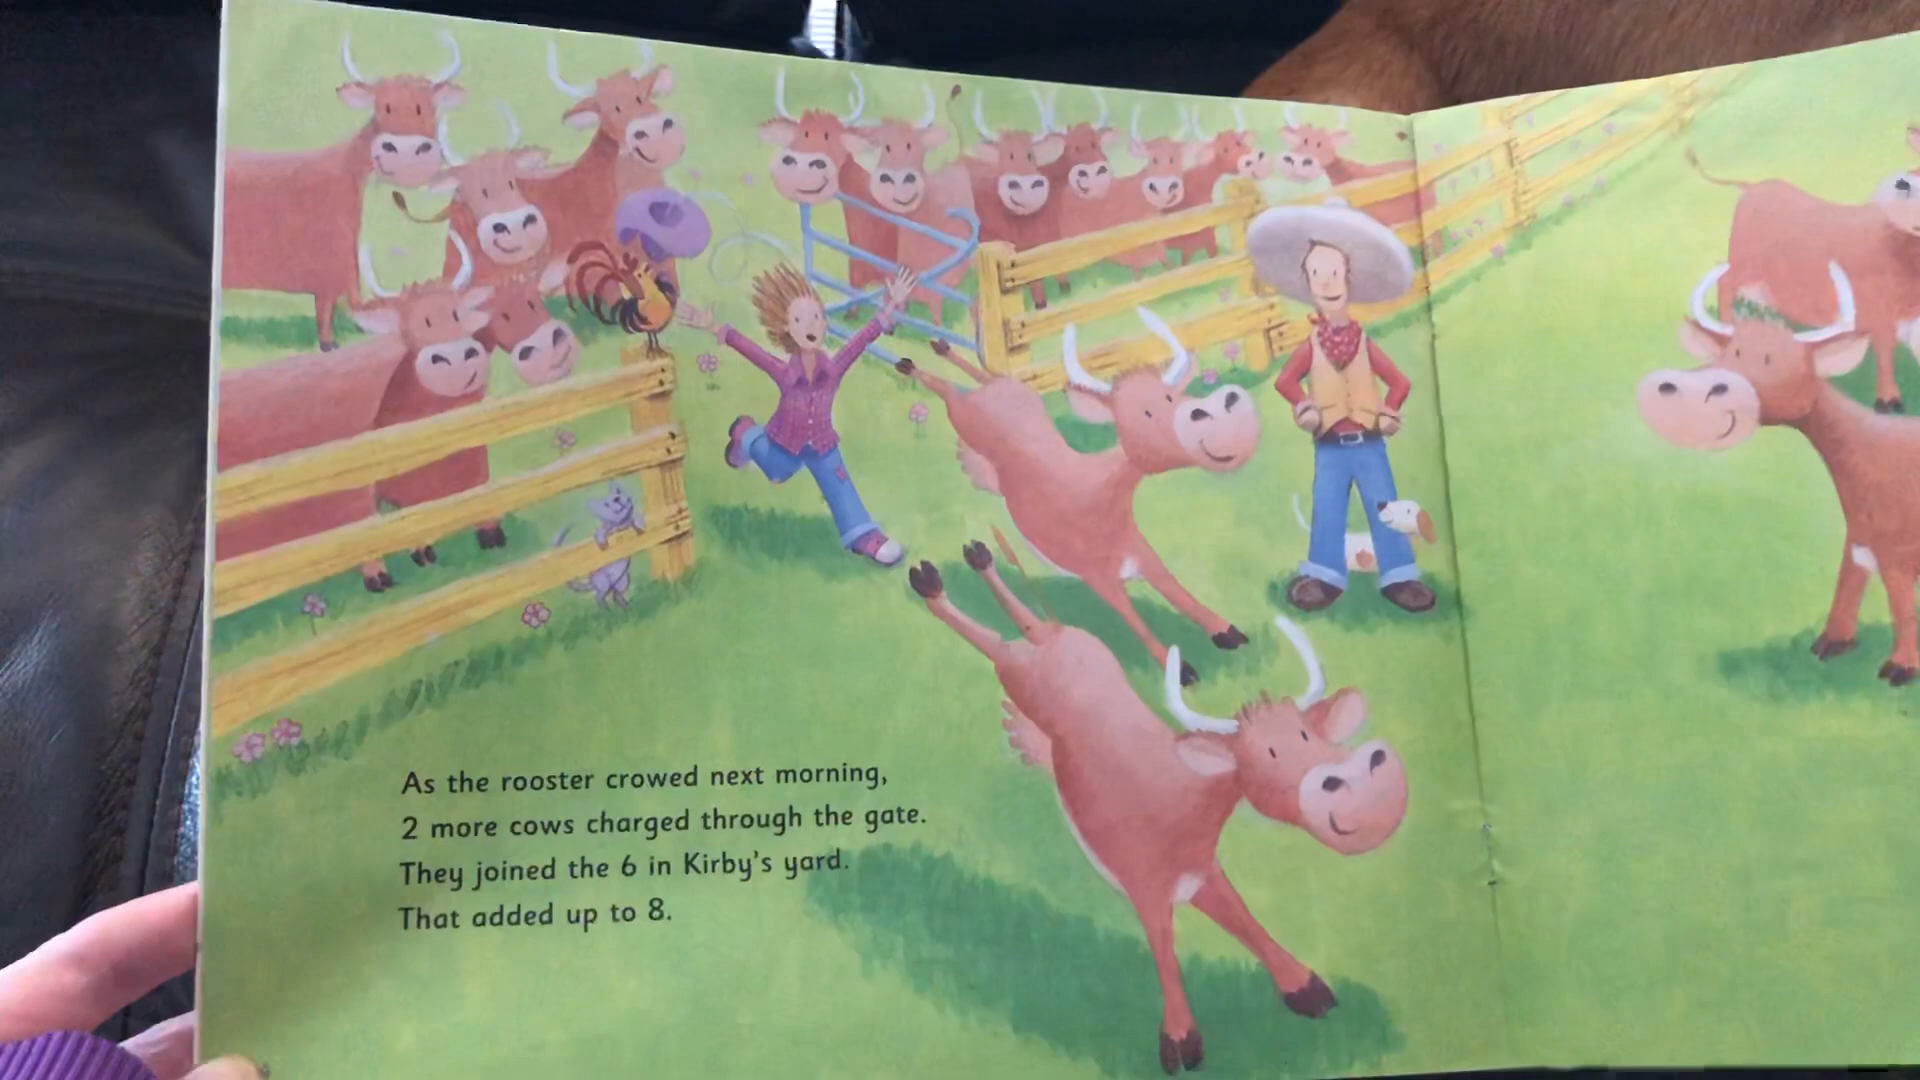 As the rooster crowed next morning,
2 more cows charged through the gate.
They joined the 6 in Kirby's yard.
That added up to 8.